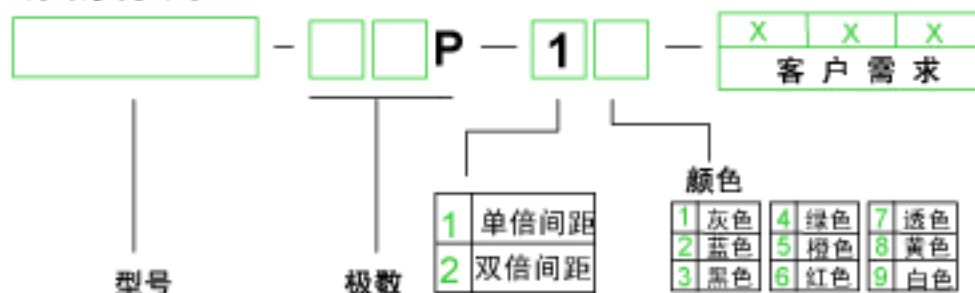 — P — 1 — X X X
客户需求
颜色
1 单倍间距
2 双倍间距
1 灰色 4 绿色 7 透色
2 蓝色 5 橙色 8 黄色
3 黑色 6 红色 9 白色
型号 极数